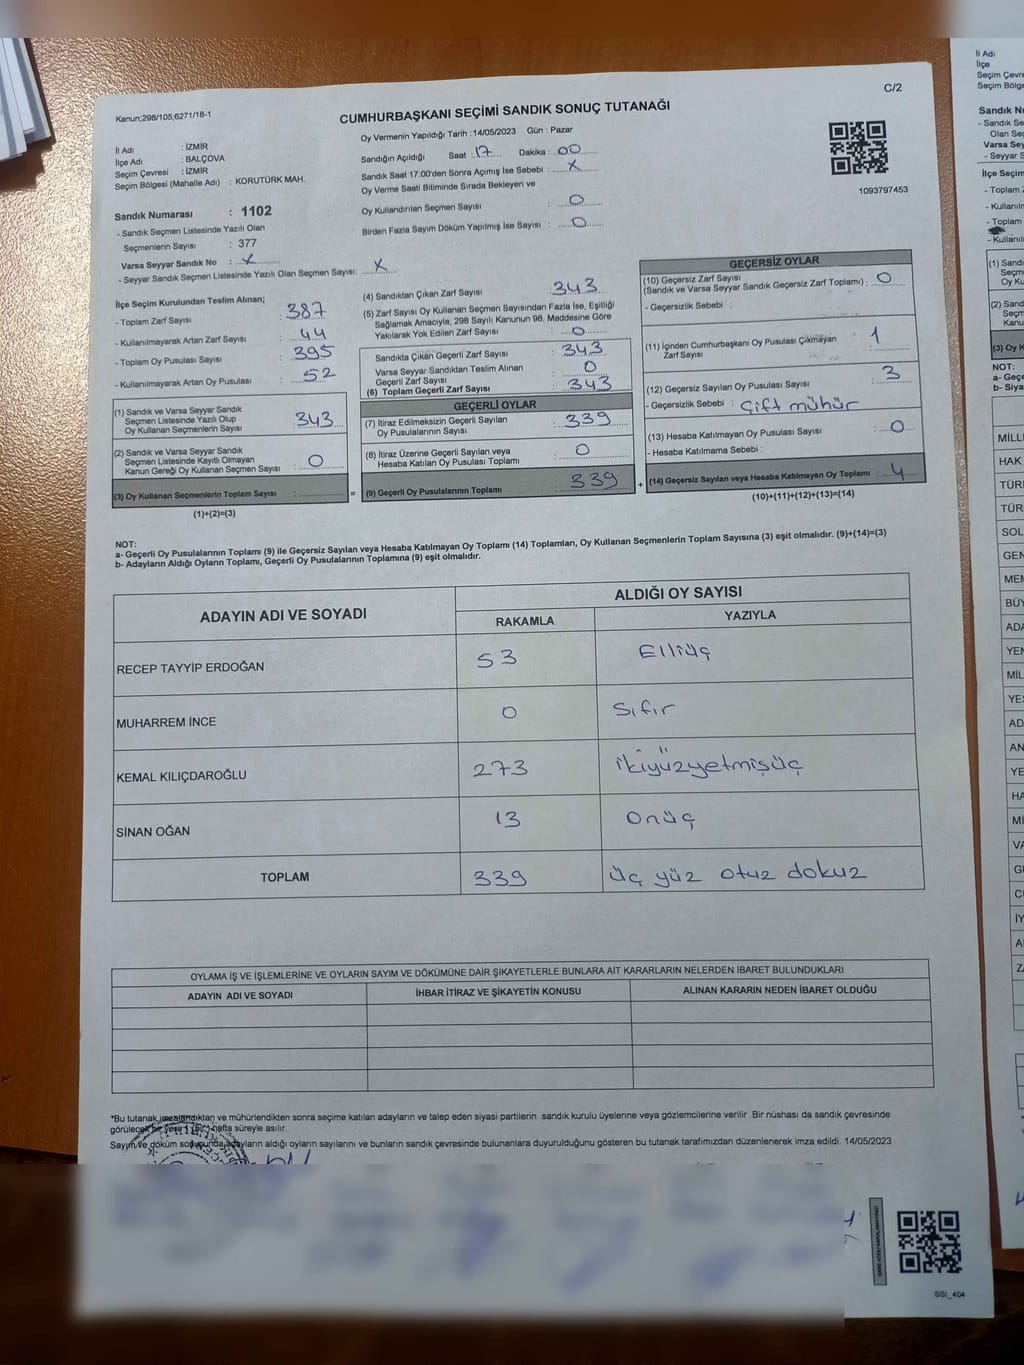 C/2
Kanun;298/105,6271/18-1
CUMHURBAŞKANI SEÇİMİ SANDIK SONUÇ TUTANAĞI
Oy Vermenin Yapıldığı Tarih :14/05/2023 Gün : Pazar
İl Adı : İZMİR
İlçe Adı : BALÇOVA
Seçim Çevresi : İZMİR
Seçim Bölgesi (Mahalle Adı) : KORUTÜRK MAH.
Sandığın Açıldığı Saat :17 Dakika : 00
Sandık Saat 17:00'den Sonra Açımış İse Sebebi : X
Oy Verme Saati Bitiminde Sırada Bekleyen ve
Oy Kullandırılan Seçmen Sayısı : 0
Birden Fazla Sayım Döküm Yapılmış İse Sayısı : 0
1093797453
Sandık Numarası : 1102
- Sandık Seçmen Listesinde Yazılı Olan
Seçmenlerin Sayısı : 377
Varsa Seyyar Sandık No : X
- Seyyar Sandık Seçmen Listesinde Yazılı Olan Seçmen Sayısı: X
İlçe Seçim Kurulundan Teslim Alınan;
- Toplam Zarf Sayısı : 387
- Kullanılmayarak Artan Zarf Sayısı : 44
- Toplam Oy Pusulası Sayısı : 395
- Kullanılmayarak Artan Oy Pusulası : 52
(1) Sandık ve Varsa Seyyar Sandık
Seçmen Listesinde Yazılı Olup
Oy Kullanan Seçmenlerin Sayısı : 343
(2) Sandık ve Varsa Seyyar Sandık
Seçmen Listesinde Kayıtlı Olmayan
Kanun Gereği Oy Kullanan Seçmen Sayısı : 0
(3) Oy Kullanan Seçmenlerin Toplam Sayısı :
(1)+(2)=(3)
=
(4) Sandıktan Çıkan Zarf Sayısı : 343
(5) Zarf Sayısı Oy Kullanan Seçmen Sayısından Fazla İse, Eşitliği
Sağlamak Amacıyla, 298 Sayılı Kanunun 98. Maddesine Göre
Yakılarak Yok Edilen Zarf Sayısı : 0
Sandıkta Çıkan Geçerli Zarf Sayısı : 343
Varsa Seyyar Sandıktan Teslim Alınan
Geçerli Zarf Sayısı : 0
(6) Toplam Geçerli Zarf Sayısı : 343
GEÇERLİ OYLAR
(7) İtiraz Edilmeksizin Geçerli Sayılan
Oy Pusulalarının Sayısı : 339
(8) İtiraz Üzerine Geçerli Sayılan veya
Hesaba Katılan Oy Pusulası Toplamı : 0
(9) Geçerli Oy Pusulalarının Toplamı : 339
+
GEÇERSİZ OYLAR
(10) Geçersiz Zarf Sayısı
(Sandık ve Varsa Seyyar Sandık Geçersiz Zarf Toplamı) : 0
- Geçersizlik Sebebi :
(11) İçinden Cumhurbaşkanı Oy Pusulası Çıkmayan
Zarf Sayısı : 1
(12) Geçersiz Sayılan Oy Pusulası Sayısı : 3
- Geçersizlik Sebebi : Çift mühür
(13) Hesaba Katılmayan Oy Pusulası Sayısı : 0
- Hesaba Katılmama Sebebi :
(14) Geçersiz Sayılan veya Hesaba Katılmayan Oy Toplamı : 4
(10)+(11)+(12)+(13)=(14)
NOT:
a- Geçerli Oy Pusulalarının Toplamı (9) ile Geçersiz Sayılan veya Hesaba Katılmayan Oy Toplamı (14) Toplamları, Oy Kullanan Seçmenlerin Toplam Sayısına (3) eşit olmalıdır. (9)+(14)=(3)
b- Adayların Aldığı Oyların Toplamı, Geçerli Oy Pusulalarının Toplamına (9) eşit olmalıdır.
ADAYIN ADI VE SOYADI ALDIĞI OY SAYISI
RAKAMLA YAZIYLA
RECEP TAYYİP ERDOĞAN 53 Elliüç
MUHARREM İNCE 0 Sıfır
KEMAL KILIÇDAROĞLU 273 ikiyüzyetmişüç
SİNAN OĞAN 13 Onüç
TOPLAM 339 üç yüz otuz dokuz
OYLAMA İŞ VE İŞLEMLERİNE VE OYLARIN SAYIM VE DÖKÜMÜNE DAİR ŞİKAYETLERLE BUNLARA AİT KARARLARIN NELERDEN İBARET BULUNDUKLARI
ADAYIN ADI VE SOYADI İHBAR İTİRAZ VE ŞİKAYETİN KONUSU ALINAN KARARIN NEDEN İBARET OLDUĞU
*Bu tutanak imzalandıktan ve mühürlendikten sonra seçime katılan adayların ve talep eden siyasi partilerin sandık kurulu üyelerine veya gözlemcilerine verilir .Bir nüshası da sandık çevresinde
görülecek bir yere 1 (bir) hafta süreyle asılır.
Sayım ve döküm sonucunda adayların aldığı oyların sayılarını ve bunların sandık çevresinde bulunanlara duyurulduğunu gösteren bu tutanak tarafımızdan düzenlenerek imza edildi. 14/05/2023
SSI_404
İl Adı
İlçe
Seçim Çevre
Seçim Bölge
NOT:
MİLL
HAK